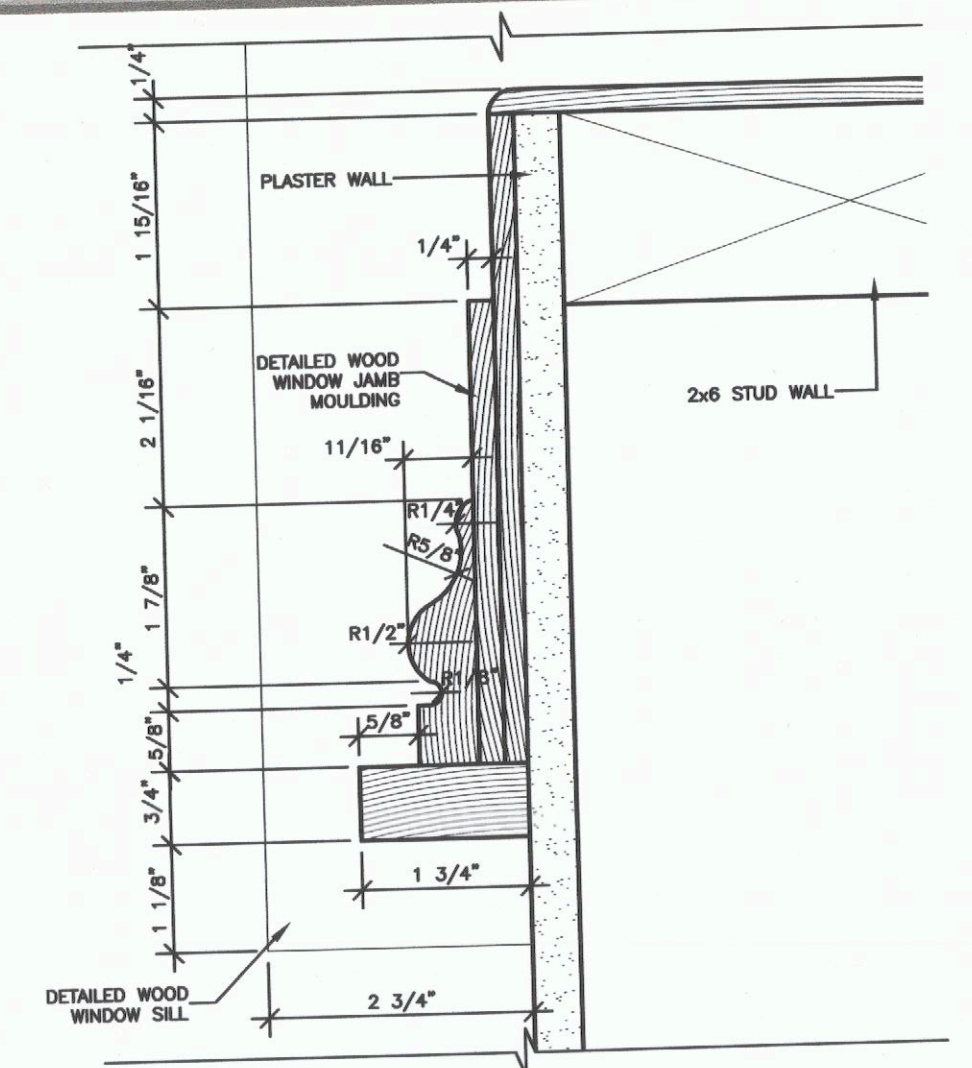 1/4"
1 15/16"
PLASTER WALL
1/4"
2 1/16"
DETAILED WOOD
WINDOW JAMB
MOULDING
2x6 STUD WALL
11/16"
R1/4"
R5/8"
1 7/8"
R1/2"
1/4"
R1/8"
5/8"
5/8"
3/4"
1 3/4"
1 1/8"
DETAILED WOOD
WINDOW SILL
2 3/4"